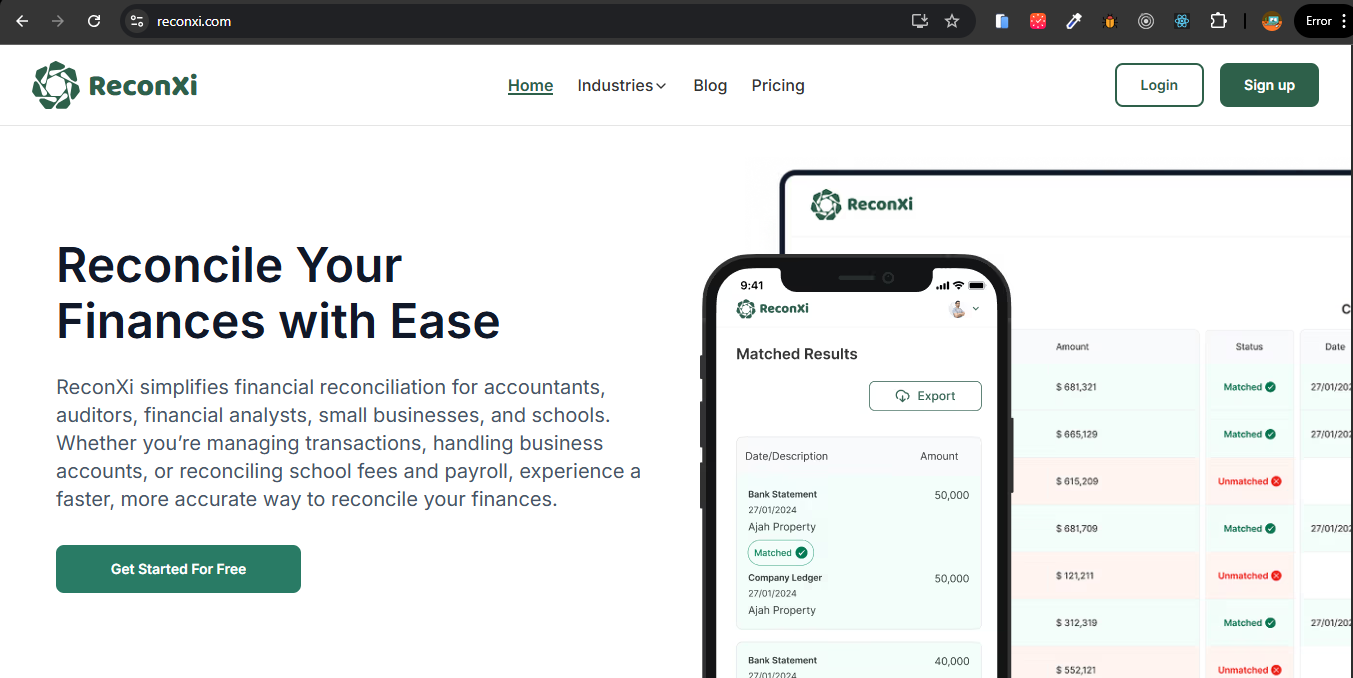 reconxi.com
Error
ReconXi
Home
Industries
Blog
Pricing
Login
Sign up
Reconcile Your
Finances with Ease
ReconXi simplifies financial reconciliation for accountants,
auditors, financial analysts, small businesses, and schools.
Whether you’re managing transactions, handling business
accounts, or reconciling school fees and payroll, experience a
faster, more accurate way to reconcile your finances.
Get Started For Free
9:41
ReconXi
Matched Results
Export
Date/Description Amount
Bank Statement 50,000
27/01/2024
Ajah Property
Matched
Company Ledger 50,000
27/01/2024
Ajah Property
Bank Statement 40,000
27/01/2024
ReconXi
C
Amount Status Date
$ 681,321 Matched 27/01/202
$ 665,129 Matched 27/01/202
$ 615,209 Unmatched
$ 681,709 Matched 27/01/202
$ 121,211 Unmatched
$ 312,319 Matched 27/01/202
$ 552,121 Unmatched